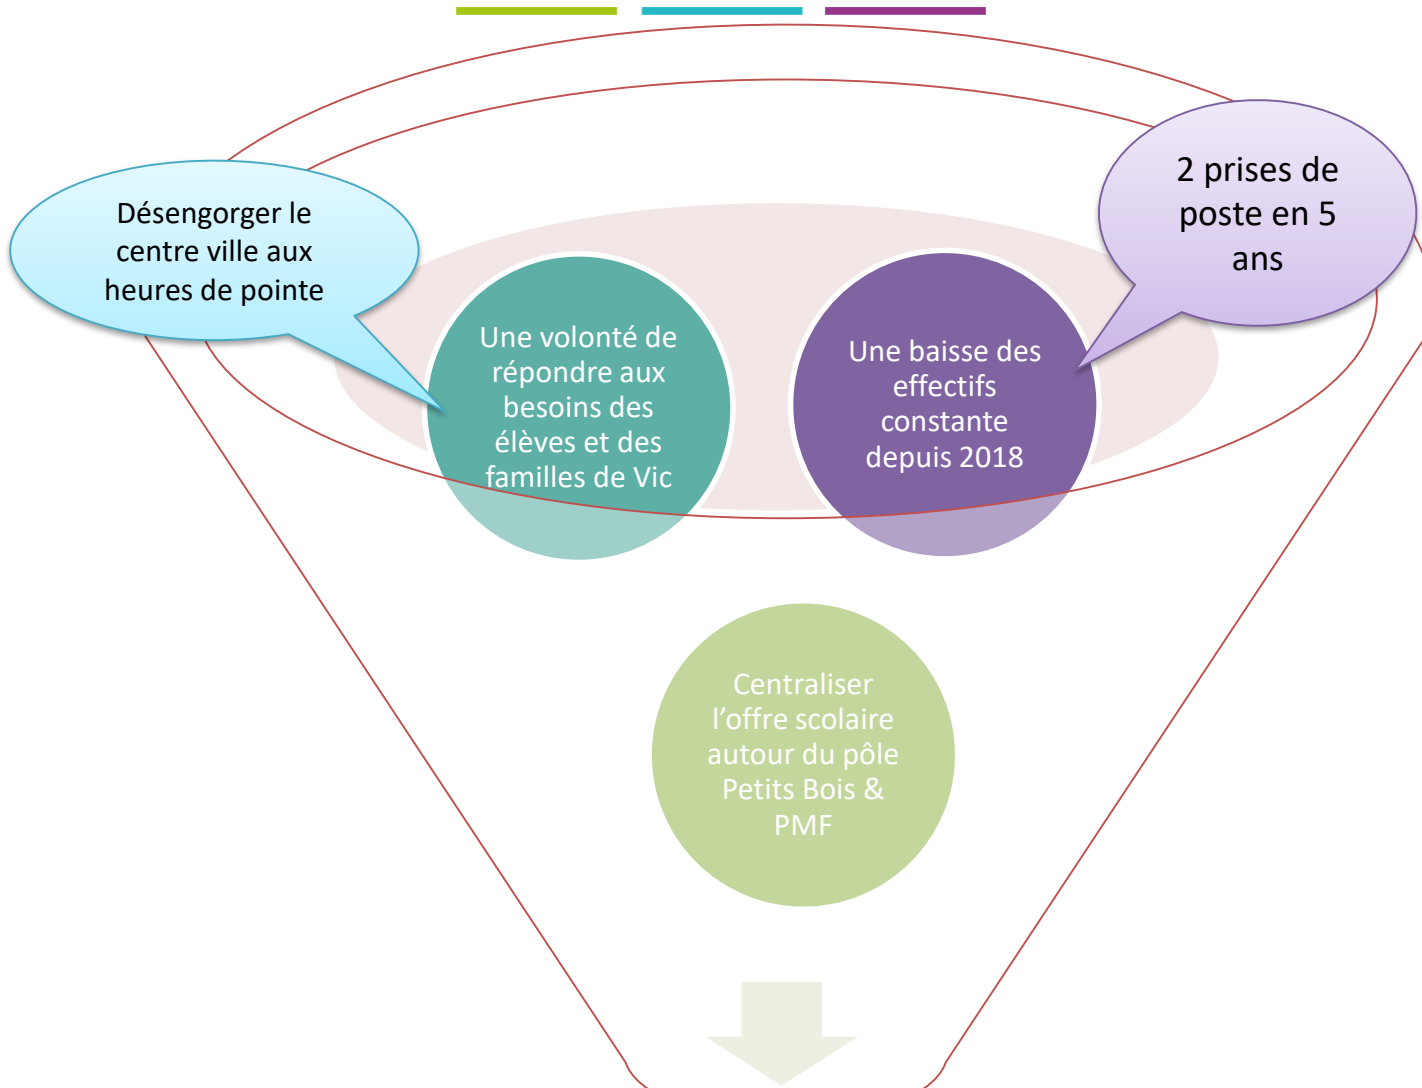 Désengorger le
centre ville aux
heures de pointe
2 prises de
poste en 5
ans
Une volonté de
répondre aux
besoins des
élèves et des
familles de Vic
Une baisse des
effectifs
constante
depuis 2018
Centraliser
l’offre scolaire
autour du pôle
Petits Bois &
PMF